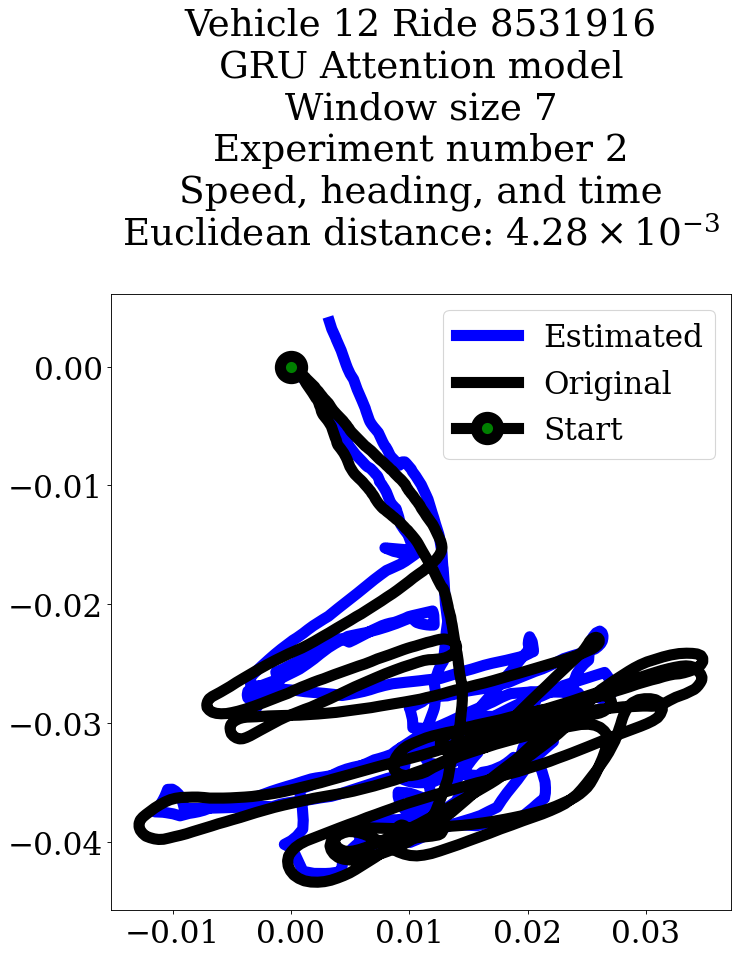 Vehicle 12 Ride 8531916
GRU Attention model
Window size 7
Experiment number 2
Speed, heading, and time
Euclidean distance: 4.28 × 10⁻³
Estimated
Original
Start
0.00
−0.01
−0.02
−0.03
−0.04
−0.01 0.00 0.01 0.02 0.03